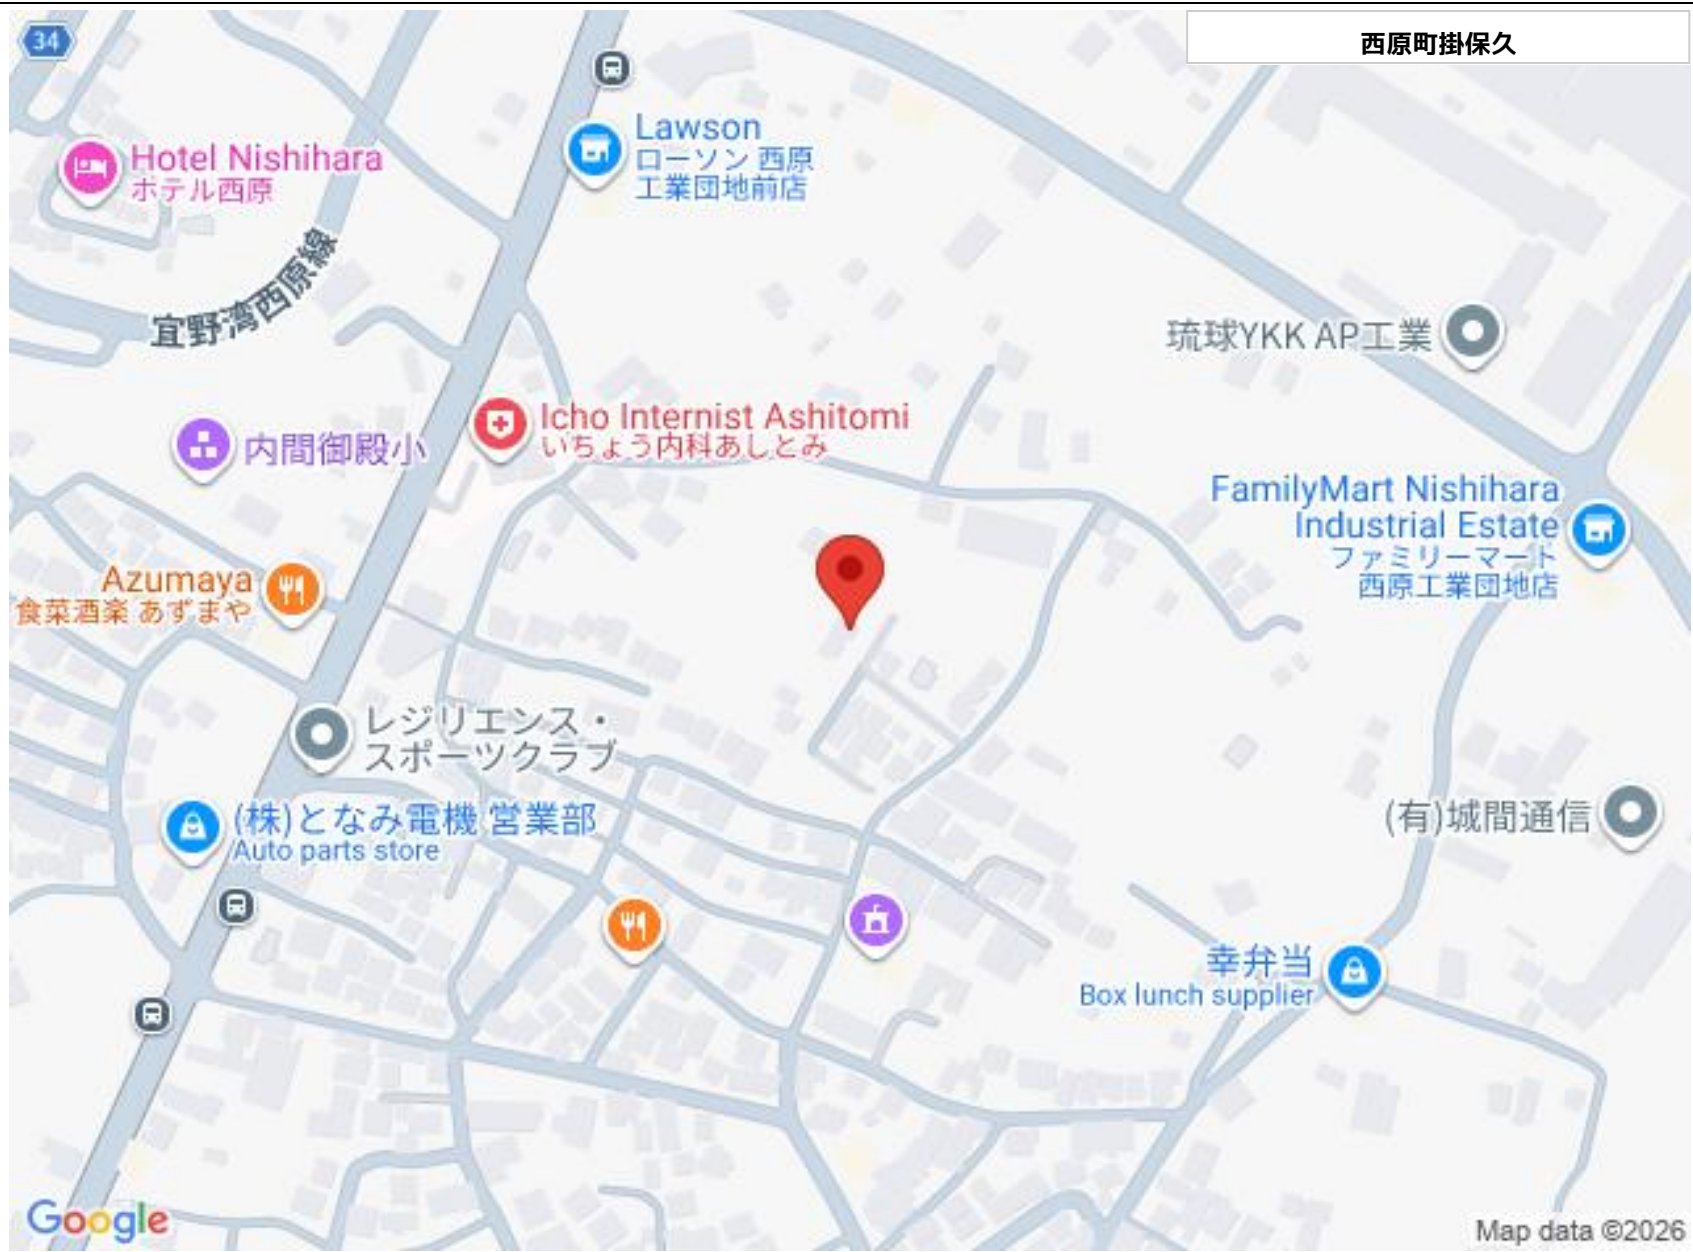 西原町掛保久
34
Lawson
ローソン 西原
工業団地前店
Hotel Nishihara
ホテル西原
宜野湾西原線
琉球YKK AP工業
Icho Internist Ashitomi
いちょう内科あしとみ
内間御殿小
FamilyMart Nishihara
Industrial Estate
ファミリーマート
西原工業団地店
Azumaya
食菜酒楽 あずまや
レジリエンス・
スポーツクラブ
(株)となみ電機 営業部
Auto parts store
(有)城間通信
幸弁当
Box lunch supplier
Google
Map data ©2026